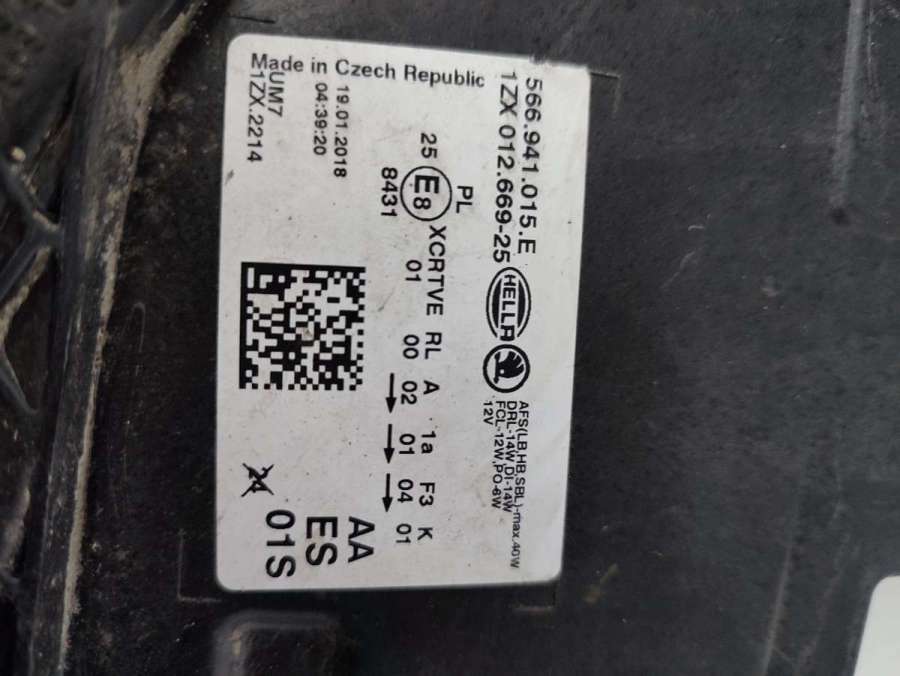 566.941.015.E
1ZX 012.669-25
HELLA
AFS(LB,HB,SBL)-max.40W
DRL-14W,DI-14W
FCL-12W,PO-6W
12V
Made in Czech Republic
PL
25 E8 XCRTVE RL A 1a F3 K
8431 01 00 02 01 04 01
19.01.2018
04:39:20
UM7
1ZX.2214
AA
ES
01S
24